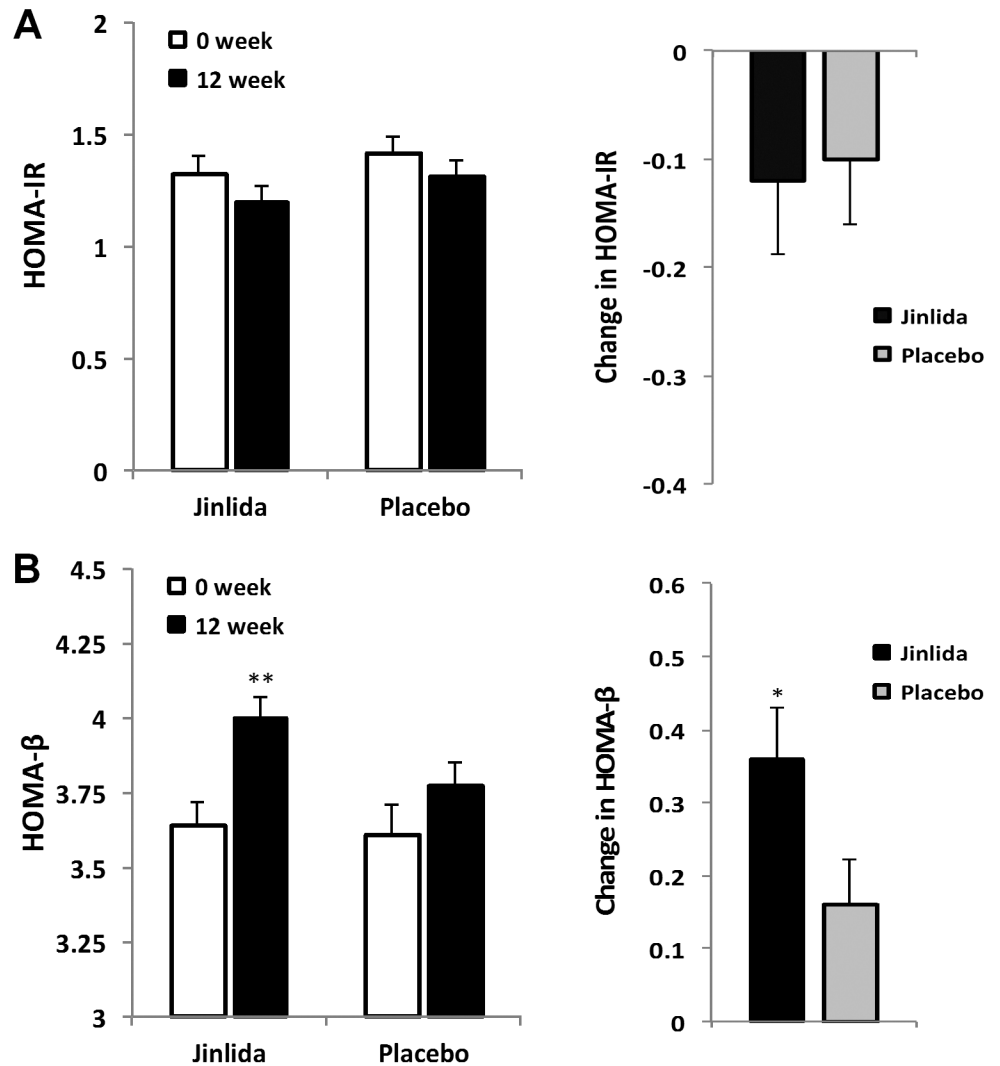 A
HOMA-IR
2
1.5
1
0.5
0
0 week
12 week
Jinlida
Placebo
Change in HOMA-IR
0
-0.1
-0.2
-0.3
-0.4
Jinlida
Placebo
B
HOMA-β
4.5
4.25
4
3.75
3.5
3.25
3
0 week
12 week
**
Jinlida
Placebo
Change in HOMA-β
0.6
0.5
0.4
0.3
0.2
0.1
0
*
Jinlida
Placebo